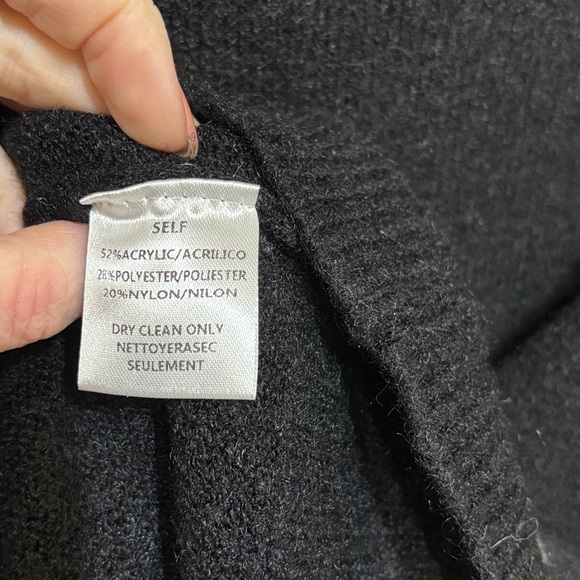 SELF
52%ACRYLIC/ACRILICO
28%POLYESTER/POLIESTER
20%NYLON/NILON
DRY CLEAN ONLY
NETTOYERASEC
SEULEMENT